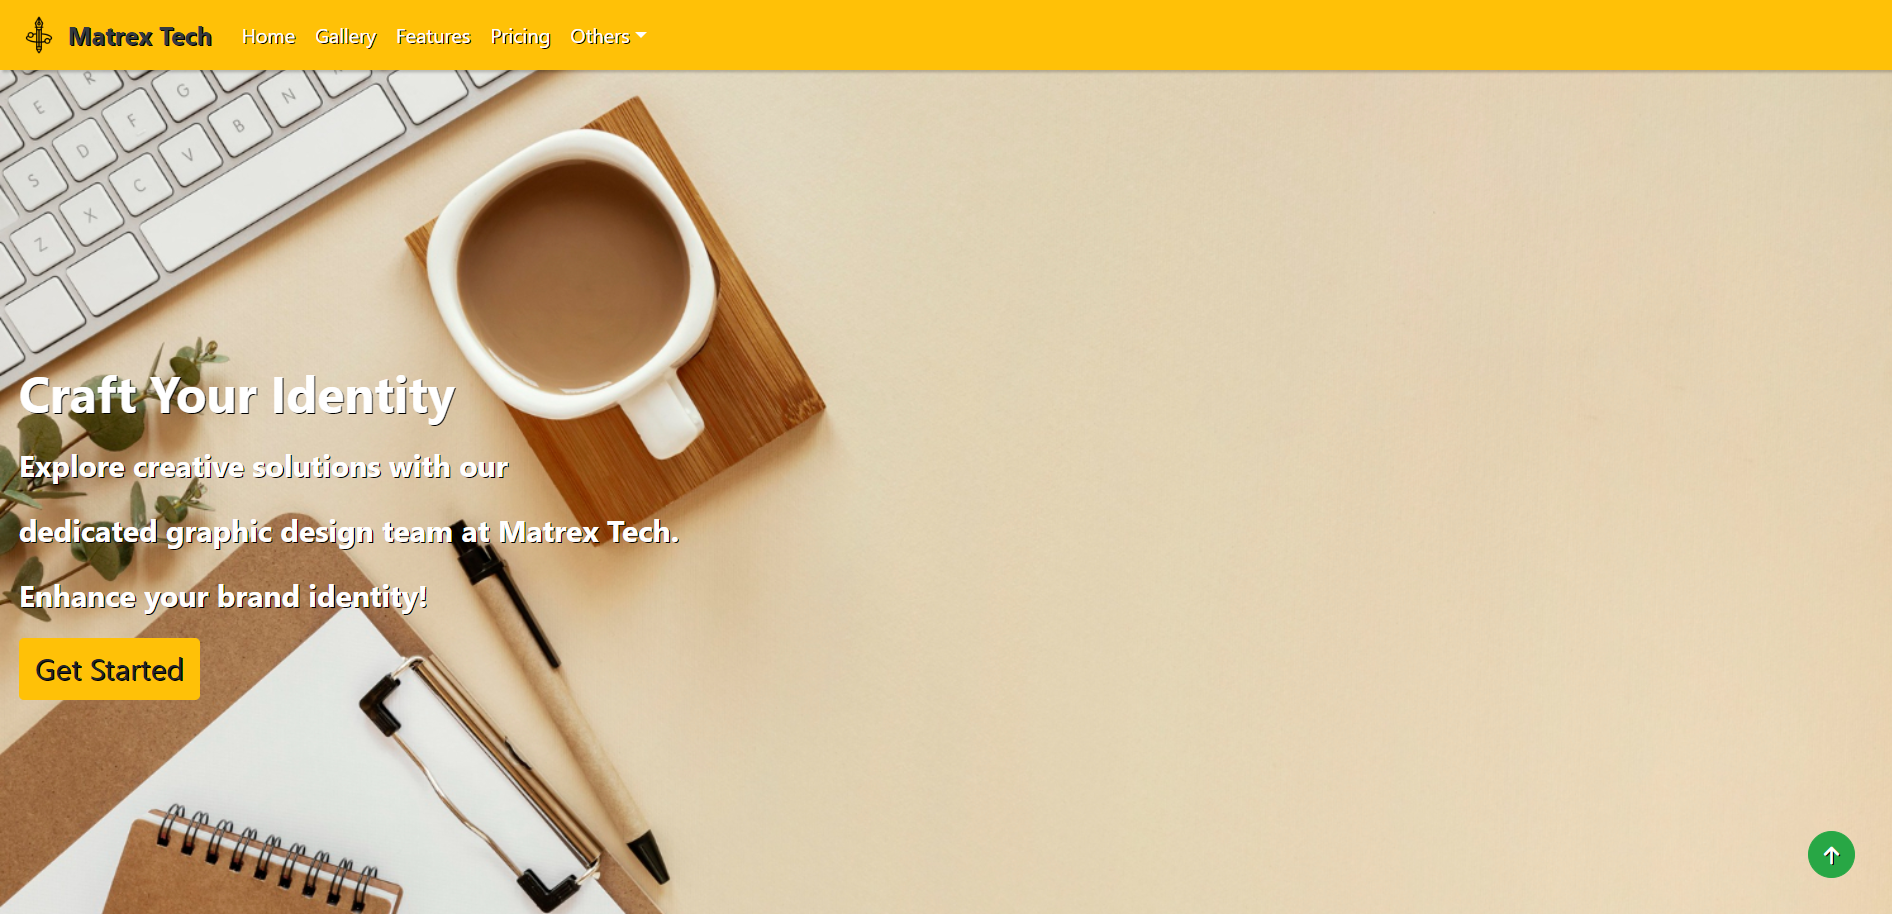 Matrex Tech Home Gallery Features Pricing Others
E R
S D F G
Z X C V B N
Craft Your Identity
Explore creative solutions with our
dedicated graphic design team at Matrex Tech.
Enhance your brand identity!
Get Started